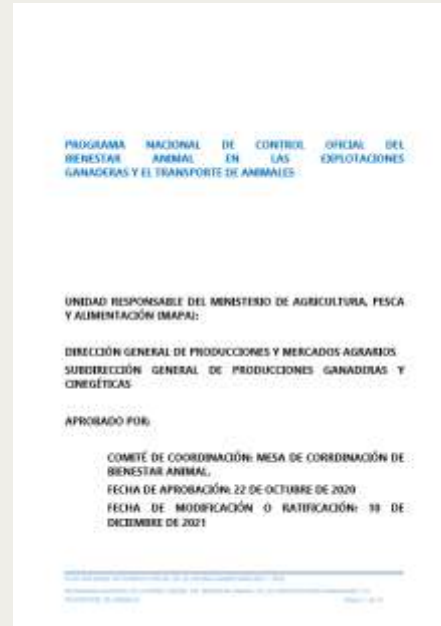 PROGRAMA NACIONAL DE CONTROL OFICIAL DEL
BIENESTAR ANIMAL EN LAS EXPLOTACIONES
GANADERAS Y EL TRANSPORTE DE ANIMALES
UNIDAD RESPONSABLE DEL MINISTERIO DE AGRICULTURA, PESCA
Y ALIMENTACIÓN (MAPA):
DIRECCIÓN GENERAL DE PRODUCCIONES Y MERCADOS AGRARIOS
SUBDIRECCIÓN GENERAL DE PRODUCCIONES GANADERAS Y
CINEGÉTICAS
APROBADO POR:
COMITÉ DE COORDINACIÓN: MESA DE CORRDINACIÓN DE
BIENESTAR ANIMAL.
FECHA DE APROBACIÓN: 22 DE OCTUBRE DE 2020
FECHA DE MODIFICACIÓN O RATIFICACIÓN: 10 DE
DICIEMBRE DE 2021